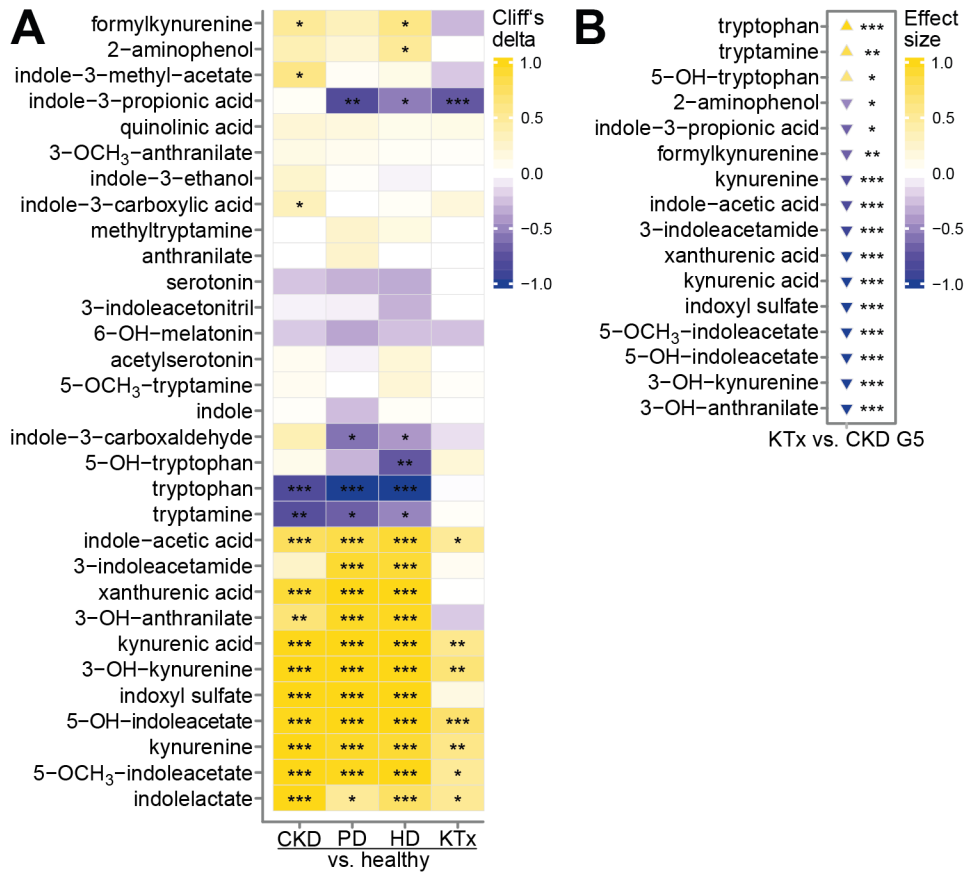 A
formylkynurenine * *
2−aminophenol *
indole−3−methyl−acetate *
indole−3−propionic acid ** * ***
quinolinic acid
3−OCH3−anthranilate
indole−3−ethanol
indole−3−carboxylic acid *
methyltryptamine
anthranilate
serotonin
3−indoleacetonitril
6−OH−melatonin
acetylserotonin
5−OCH3−tryptamine
indole
indole−3−carboxaldehyde * *
5−OH−tryptophan **
tryptophan *** *** ***
tryptamine ** * *
indole−acetic acid *** *** *** *
3−indoleacetamide *** ***
xanthurenic acid *** *** ***
3−OH−anthranilate ** *** ***
kynurenic acid *** *** *** **
3−OH−kynurenine *** *** *** **
indoxyl sulfate *** *** ***
5−OH−indoleacetate *** *** *** ***
kynurenine *** *** *** **
5−OCH3−indoleacetate *** *** *** *
indolelactate *** * *** *
CKD PD HD KTx
vs. healthy
Cliff's
delta
1.0
0.5
0.0
−0.5
−1.0
B
tryptophan ***
tryptamine **
5−OH−tryptophan *
2−aminophenol *
indole−3−propionic acid *
formylkynurenine **
kynurenine ***
indole−acetic acid ***
3−indoleacetamide ***
xanthurenic acid ***
kynurenic acid ***
indoxyl sulfate ***
5−OCH3−indoleacetate ***
5−OH−indoleacetate ***
3−OH−kynurenine ***
3−OH−anthranilate ***
KTx vs. CKD G5
Effect
size
1.0
0.5
0.0
−0.5
−1.0